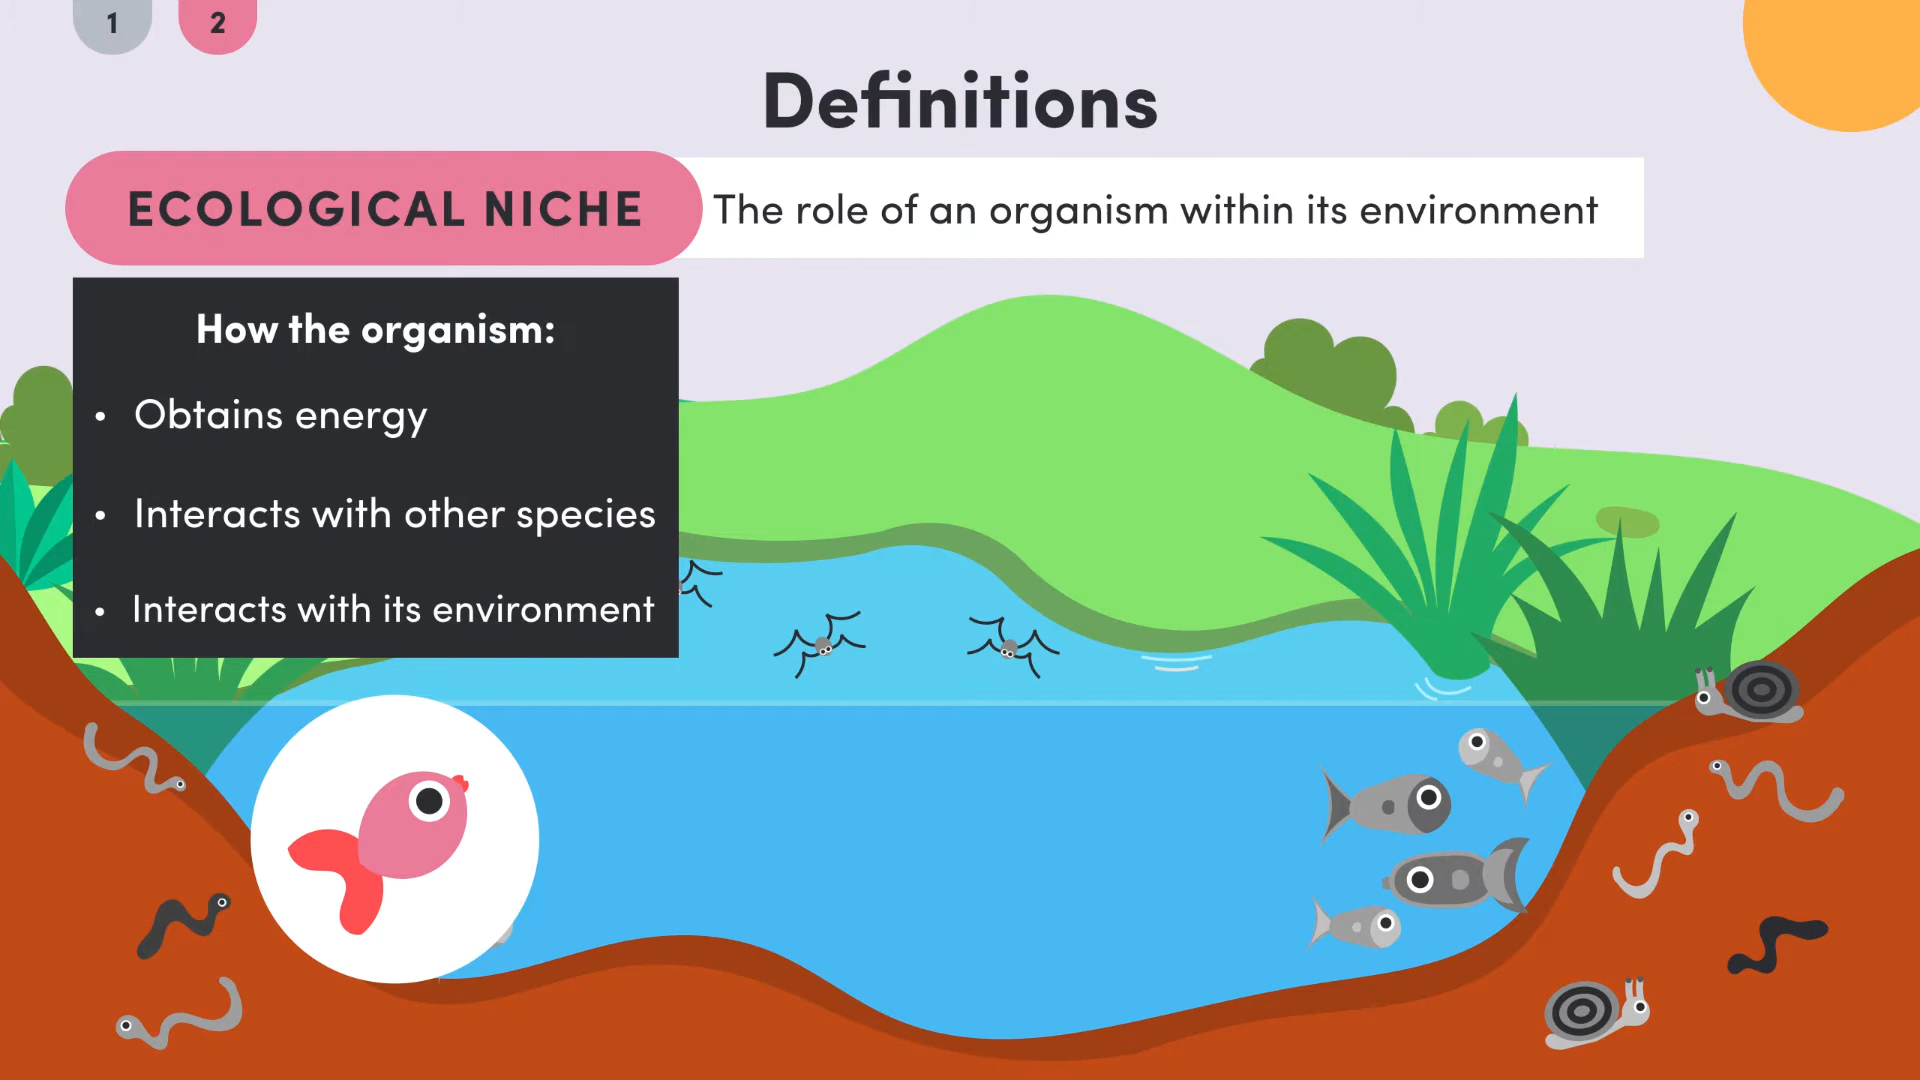 1
2
Definitions
ECOLOGICAL NICHE
The role of an organism within its environment
How the organism:
• Obtains energy
• Interacts with other species
• Interacts with its environment